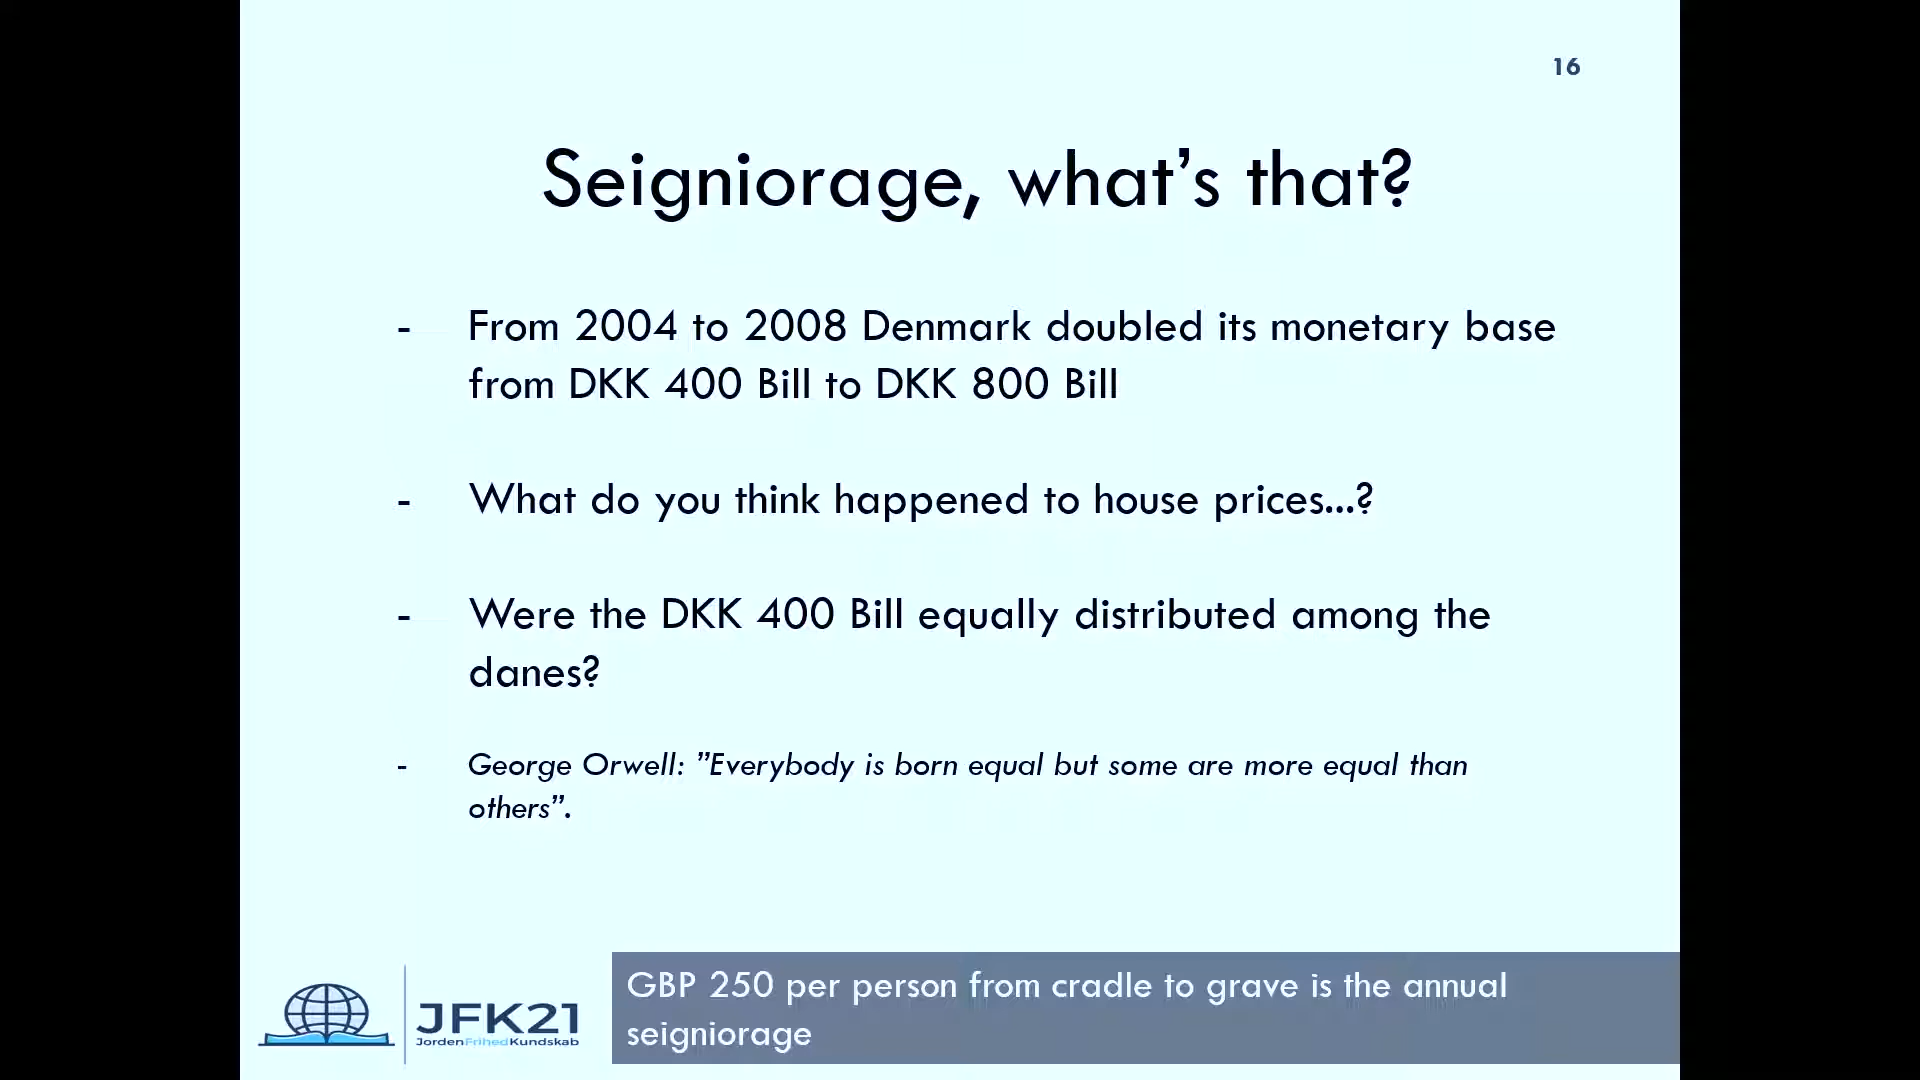 16
Seigniorage, what's that?
- From 2004 to 2008 Denmark doubled its monetary base
from DKK 400 Bill to DKK 800 Bill
- What do you think happened to house prices...?
- Were the DKK 400 Bill equally distributed among the
danes?
- George Orwell: ”Everybody is born equal but some are more equal than
others”.
JFK21
JordenFrihedKundskab
GBP 250 per person from cradle to grave is the annual
seigniorage